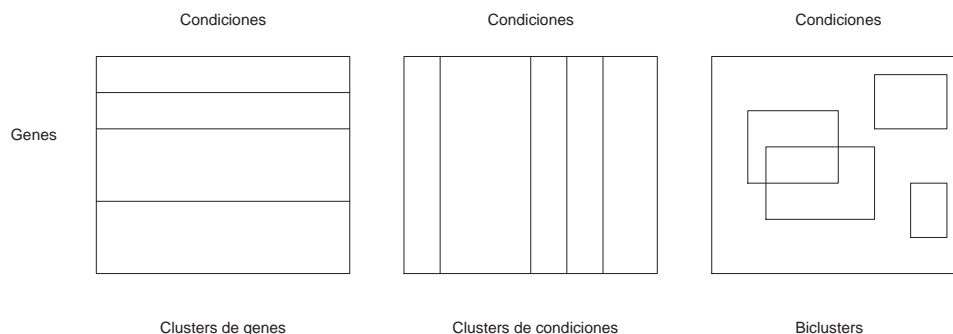 Condiciones
Condiciones
Condiciones
Genes
Clusters de genes
Clusters de condiciones
Biclusters